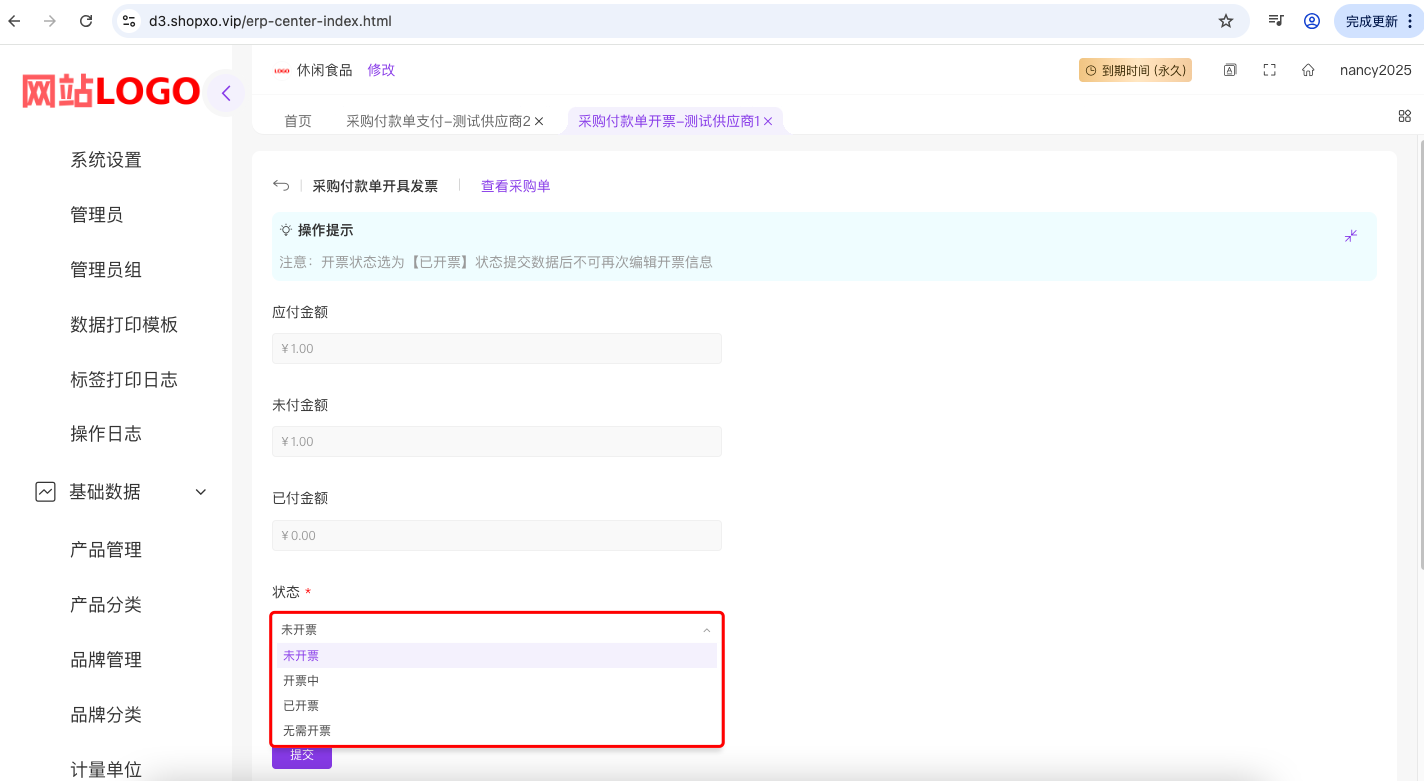 d3.shopxo.vip/erp-center-index.html
完成更新
网站LOGO
LOGO 休闲食品 修改
到期时间 (永久)
nancy2025
首页 采购付款单支付-测试供应商2 × 采购付款单开票-测试供应商1 ×
系统设置
管理员
管理员组
数据打印模板
标签打印日志
操作日志
基础数据
产品管理
产品分类
品牌管理
品牌分类
计量单位
采购付款单开具发票 查看采购单
操作提示
注意：开票状态选为【已开票】状态提交数据后不可再次编辑开票信息
应付金额
￥1.00
未付金额
￥1.00
已付金额
￥0.00
状态 *
未开票
未开票
开票中
已开票
无需开票
提交